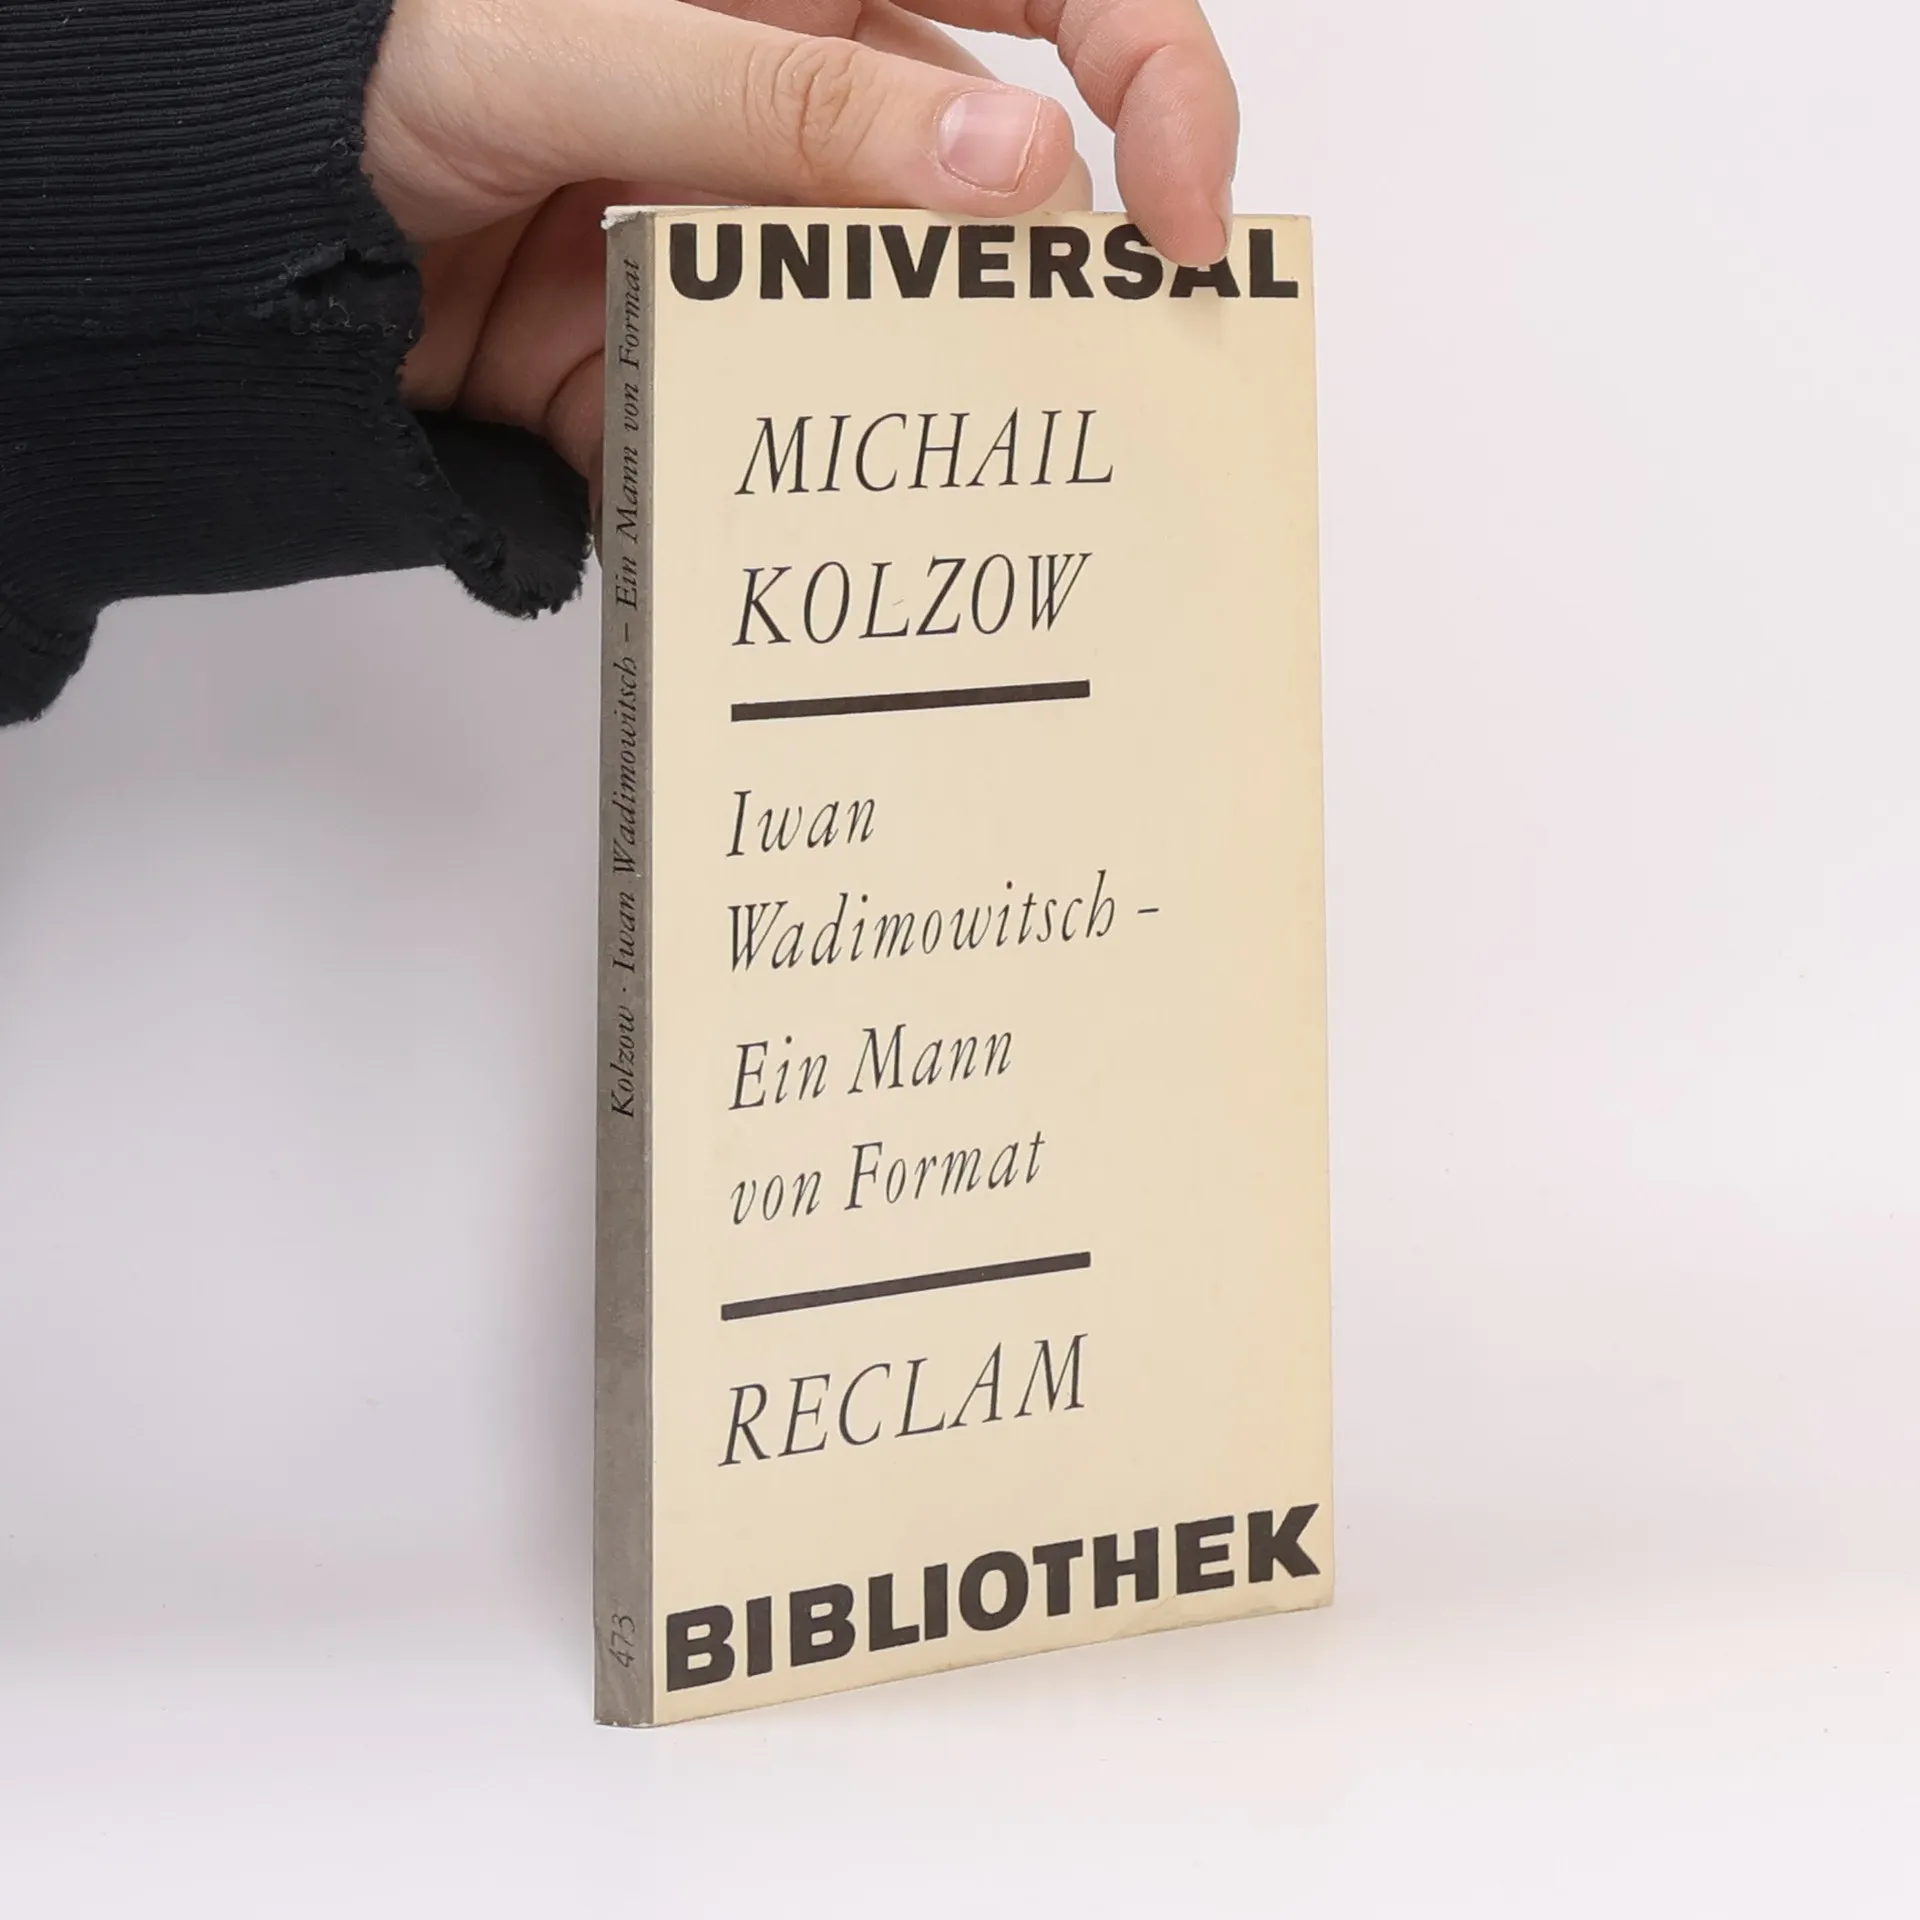 UNIVERSAL
MICHAIL
KOLZOW
Iwan
Wadimowitsch –
Ein Mann
von Format
RECLAM
BIBLIOTHEK
Kolzow · Iwan Wadimowitsch – Ein Mann von Format
473